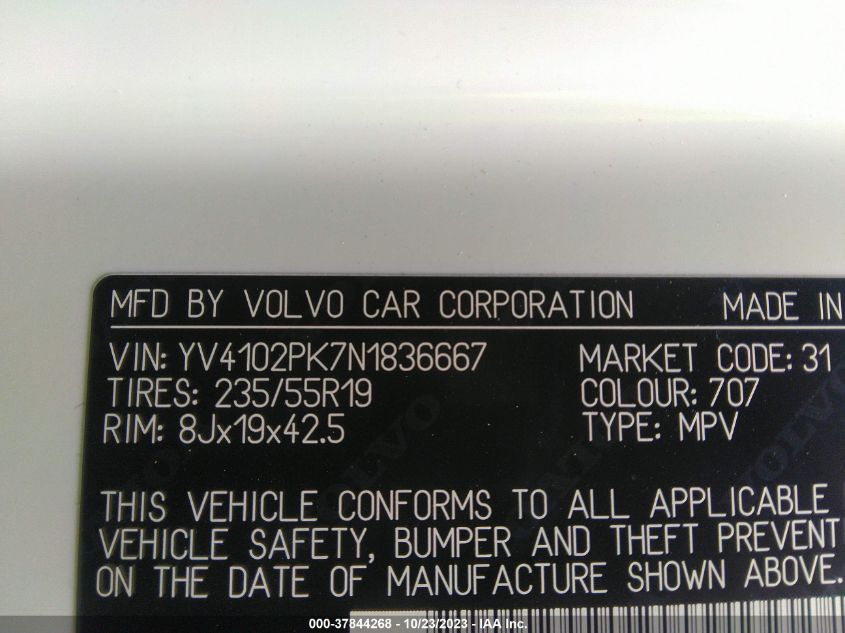 MFD BY VOLVO CAR CORPORATION MADE IN
VIN: YV4102PK7N1836667 MARKET CODE: 31
TIRES: 235/55R19 COLOUR: 707
RIM: 8Jx19x42.5 TYPE: MPV
THIS VEHICLE CONFORMS TO ALL APPLICABLE
VEHICLE SAFETY, BUMPER AND THEFT PREVENT
ON THE DATE OF MANUFACTURE SHOWN ABOVE.
000-37844268 - 10/23/2023 - IAA Inc.